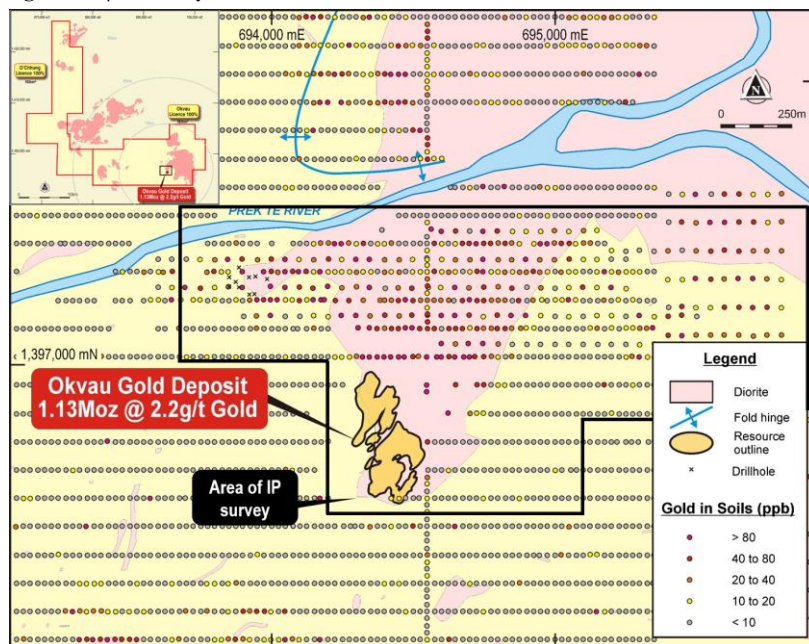 694,000 mE
695,000 mE
N
0
250m
O'Chhung
Licence 100%
Okvau
Licence 100%
Okvau Gold Deposit
1.13Moz @ 2.2g/t Gold
PREK TE RIVER
1,397,000 mN
Okvau Gold Deposit
1.13Moz @ 2.2g/t Gold
Area of IP
survey
Legend
Diorite
Fold hinge
Resource
outline
Drillhole
Gold in Soils (ppb)
> 80
40 to 80
20 to 40
10 to 20
< 10